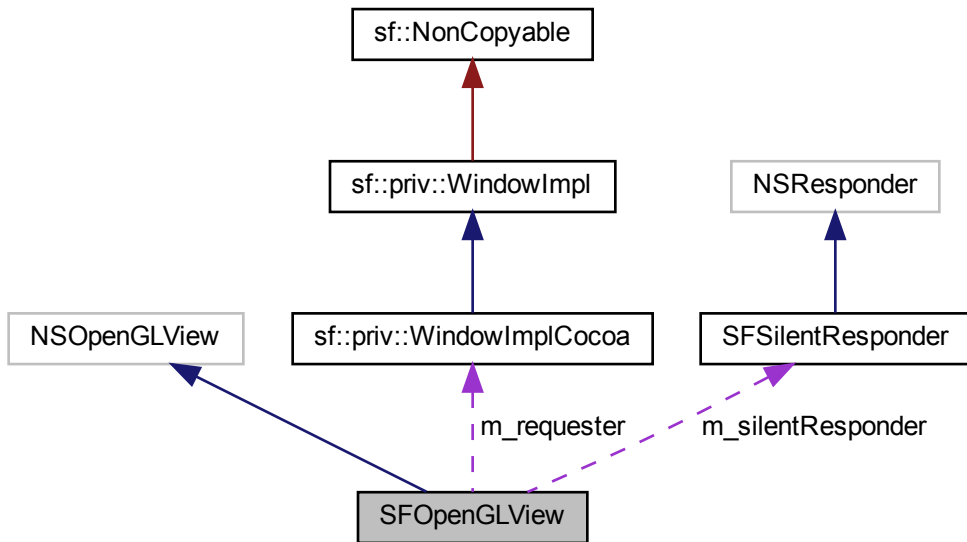 sf::NonCopyable
sf::priv::WindowImpl
NSResponder
NSOpenGLView
sf::priv::WindowImplCocoa
SFSilentResponder
m_requester
m_silentResponder
SFOpenGLView